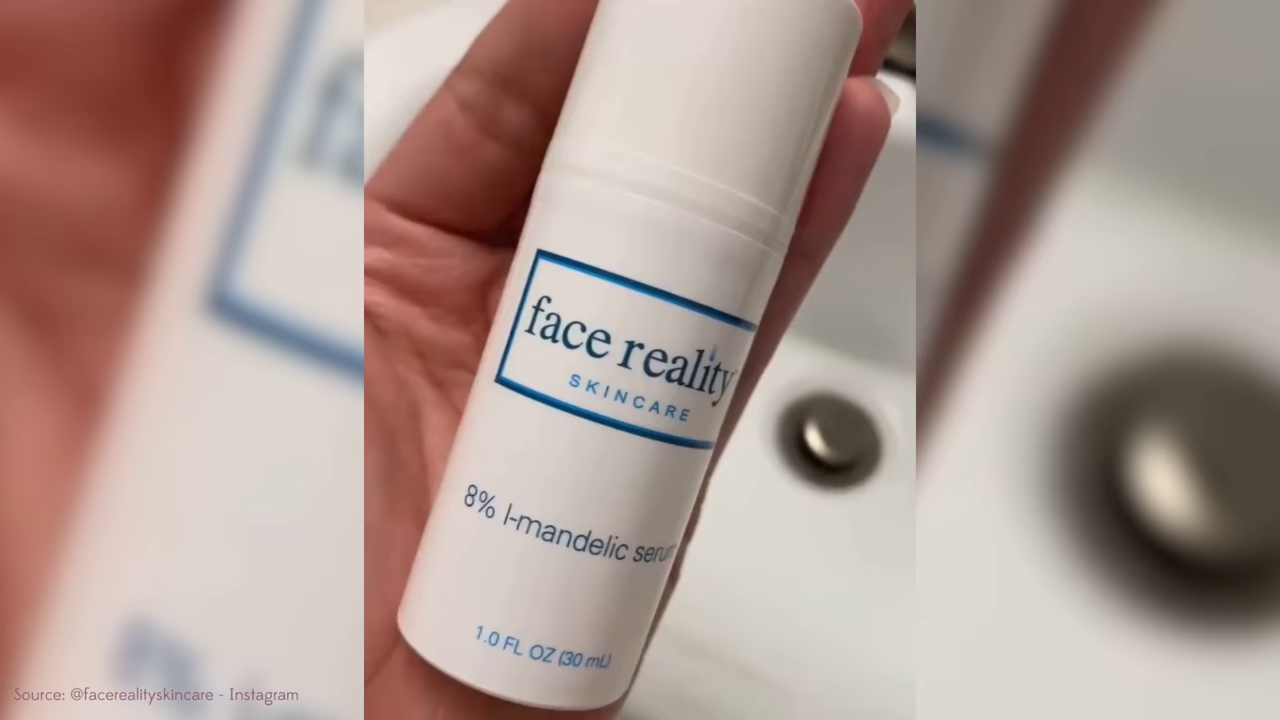 face reality
SKINCARE
8% l-mandelic serum
1.0 FL OZ (30 mL)
Source: @facerealityskincare - Instagram